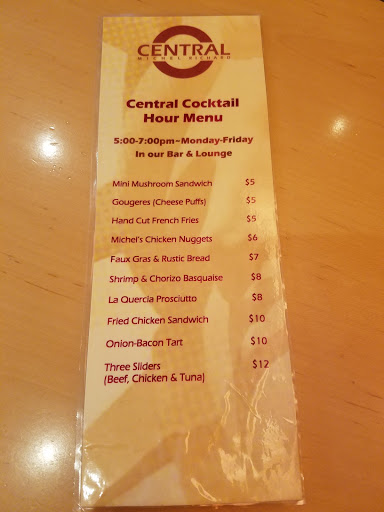 CENTRAL
MICHEL RICHARD
Central Cocktail
Hour Menu
5:00-7:00pm-Monday-Friday
In our Bar & Lounge
Mini Mushroom Sandwich $5
Gougeres (Cheese Puffs) $5
Hand Cut French Fries $5
Michel's Chicken Nuggets $6
Faux Gras & Rustic Bread $7
Shrimp & Chorizo Basquaise $8
La Quercia Prosciutto $8
Fried Chicken Sandwich $10
Onion-Bacon Tart $10
Three Sliders $12
(Beef, Chicken & Tuna)